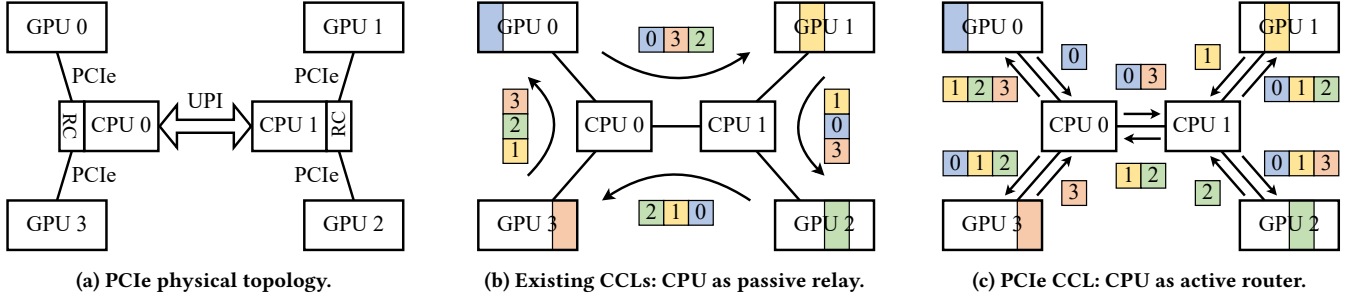 GPU 0
GPU 1
PCIe
PCIe
RC
CPU 0
UPI
CPU 1
RC
PCIe
PCIe
GPU 3
GPU 2
(a) PCIe physical topology.
GPU 0
0 3 2
GPU 1
3
2
1
CPU 0
CPU 1
1
0
3
GPU 3
2 1 0
GPU 2
(b) Existing CCLs: CPU as passive relay.
GPU 0
0
1
GPU 1
1 2 3
0 3
0 1 2
CPU 0
CPU 1
0 1 2
3
1 2
2
0 1 3
GPU 3
GPU 2
(c) PCIe CCL: CPU as active router.